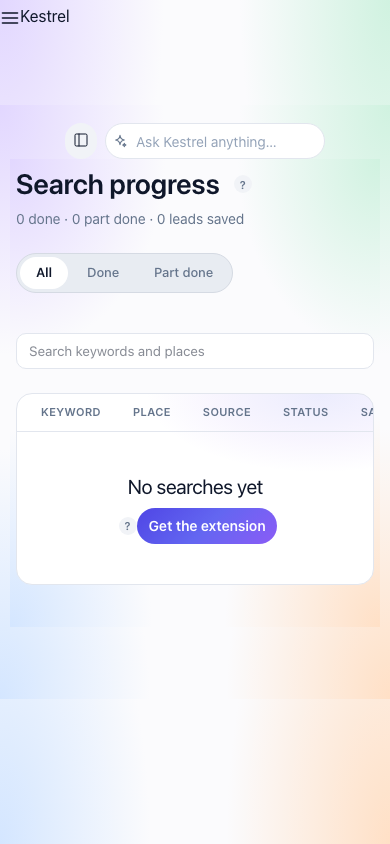 Kestrel
Ask Kestrel anything...
Search progress ?
0 done · 0 part done · 0 leads saved
All Done Part done
Search keywords and places
KEYWORD PLACE SOURCE STATUS SA
No searches yet
? Get the extension